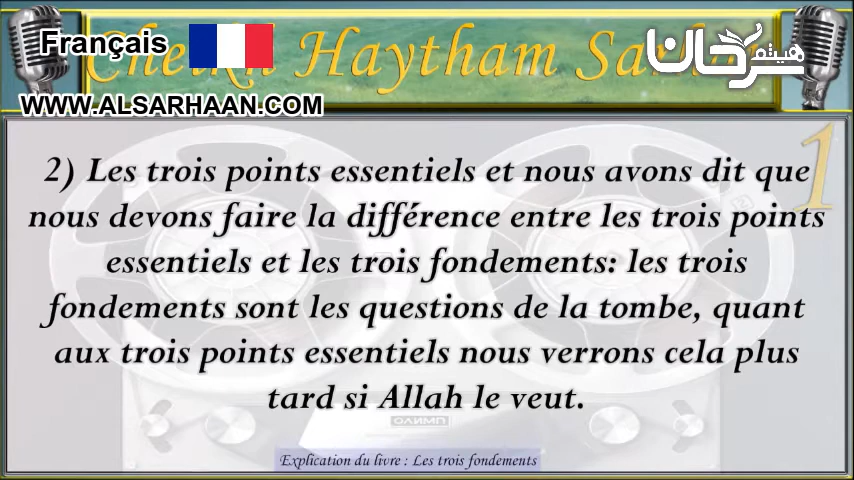 Français
Cheikh Haytham Sarhan
هيثم سرحان
WWW.ALSARHAAN.COM
1
2) Les trois points essentiels et nous avons dit que
nous devons faire la différence entre les trois points
essentiels et les trois fondements: les trois
fondements sont les questions de la tombe, quant
aux trois points essentiels nous verrons cela plus
tard si Allah le veut.
ОЛИМП
Explication du livre : Les trois fondements